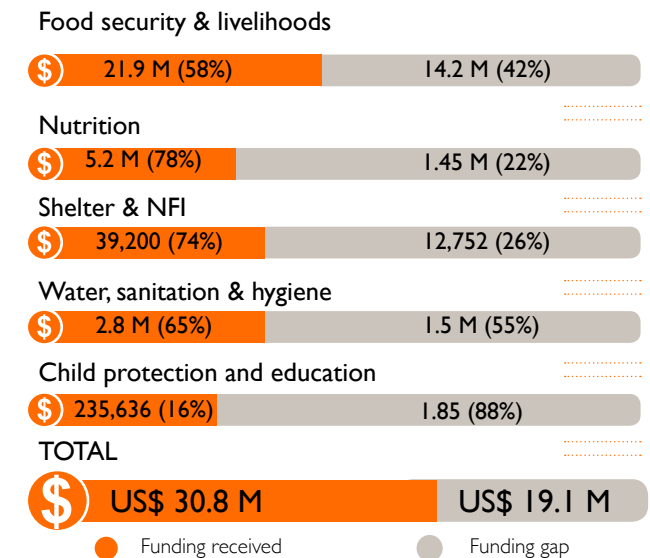 Food security & livelihoods
$ 21.9 M (58%) 14.2 M (42%)
Nutrition
$ 5.2 M (78%) 1.45 M (22%)
Shelter & NFI
$ 39,200 (74%) 12,752 (26%)
Water, sanitation & hygiene
$ 2.8 M (65%) 1.5 M (55%)
Child protection and education
$ 235,636 (16%) 1.85 (88%)
TOTAL
$ US$ 30.8 M US$ 19.1 M
Funding received Funding gap